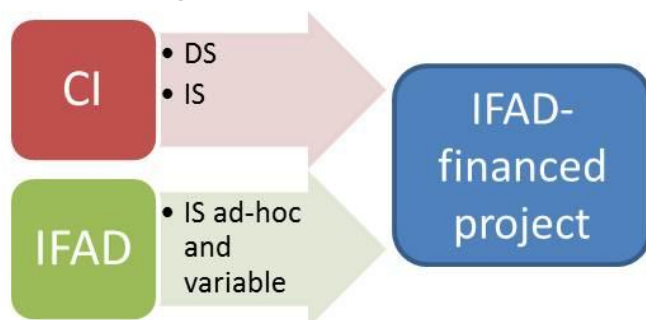 CI
• DS
• IS
IFAD
• IS ad-hoc
and
variable
IFAD-
financed
project